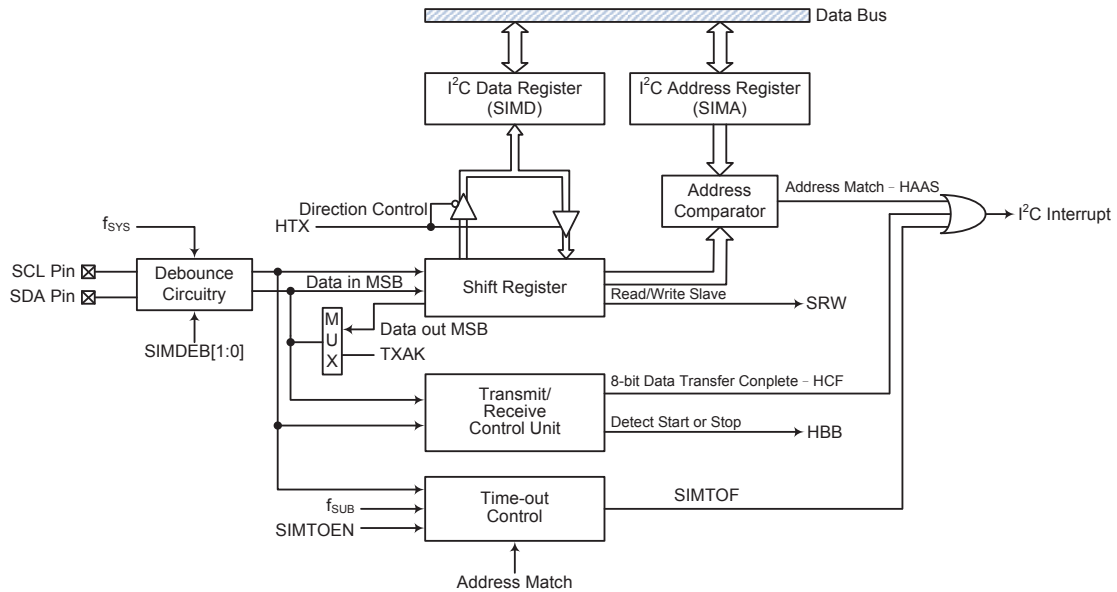 Data Bus
I²C Data Register
(SIMD)
I²C Address Register
(SIMA)
Direction Control
HTX
Address
Comparator
Address Match - HAAS
I²C Interrupt
fSYS
SCL Pin
SDA Pin
Debounce
Circuitry
Data in MSB
Shift Register
Read/Write Slave
SRW
SIMDEB[1:0]
M
U
X
Data out MSB
TXAK
Transmit/
Receive
Control Unit
8-bit Data Transfer Conplete - HCF
Detect Start or Stop
HBB
fSUB
SIMTOEN
Time-out
Control
SIMTOF
Address Match